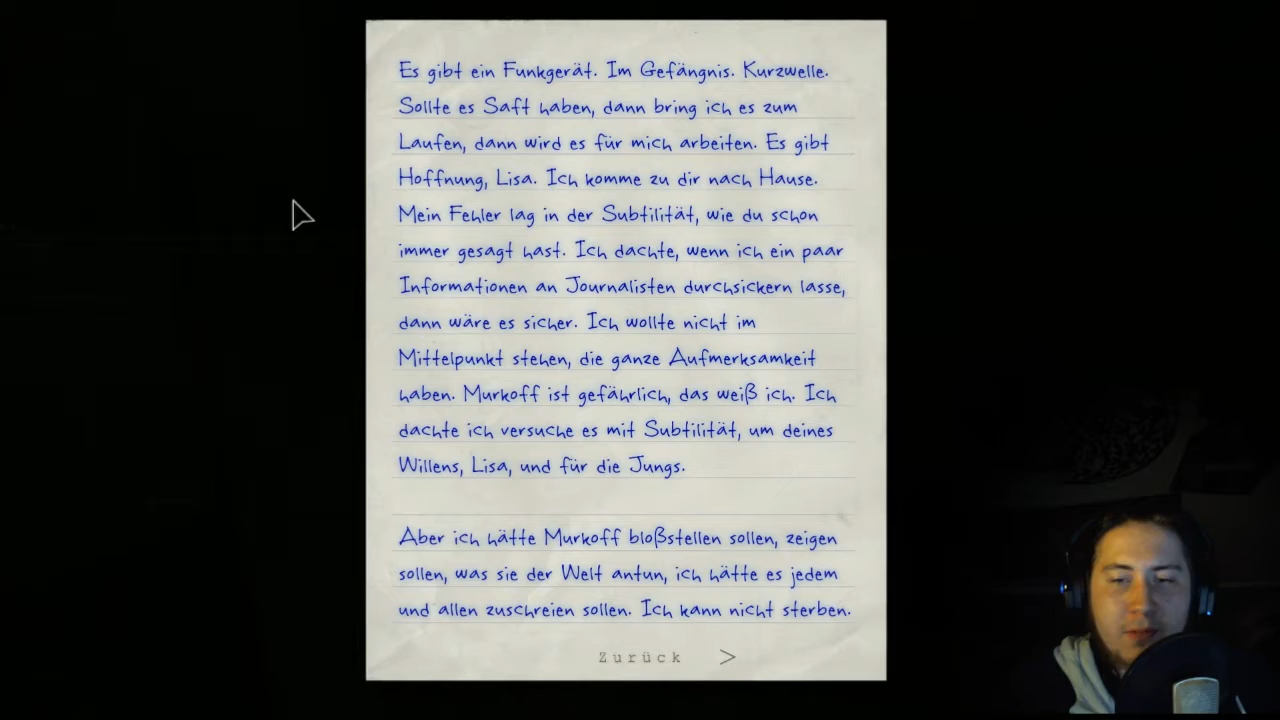 Es gibt ein Funkgerät. Im Gefängnis. Kurzwelle.
Sollte es Saft haben, dann bring ich es zum
Laufen, dann wird es für mich arbeiten. Es gibt
Hoffnung, Lisa. Ich komme zu dir nach Hause.
Mein Fehler lag in der Subtilität, wie du schon
immer gesagt hast. Ich dachte, wenn ich ein paar
Informationen an Journalisten durchsickern lasse,
dann wäre es sicher. Ich wollte nicht im
Mittelpunkt stehen, die ganze Aufmerksamkeit
haben. Murkoff ist gefährlich, das weiß ich. Ich
dachte ich versuche es mit Subtilität, um deines
Willens, Lisa, und für die Jungs.
Aber ich hätte Murkoff bloßstellen sollen, zeigen
sollen, was sie der Welt antun, ich hätte es jedem
und allen zuschreien sollen. Ich kann nicht sterben.
Zurück >